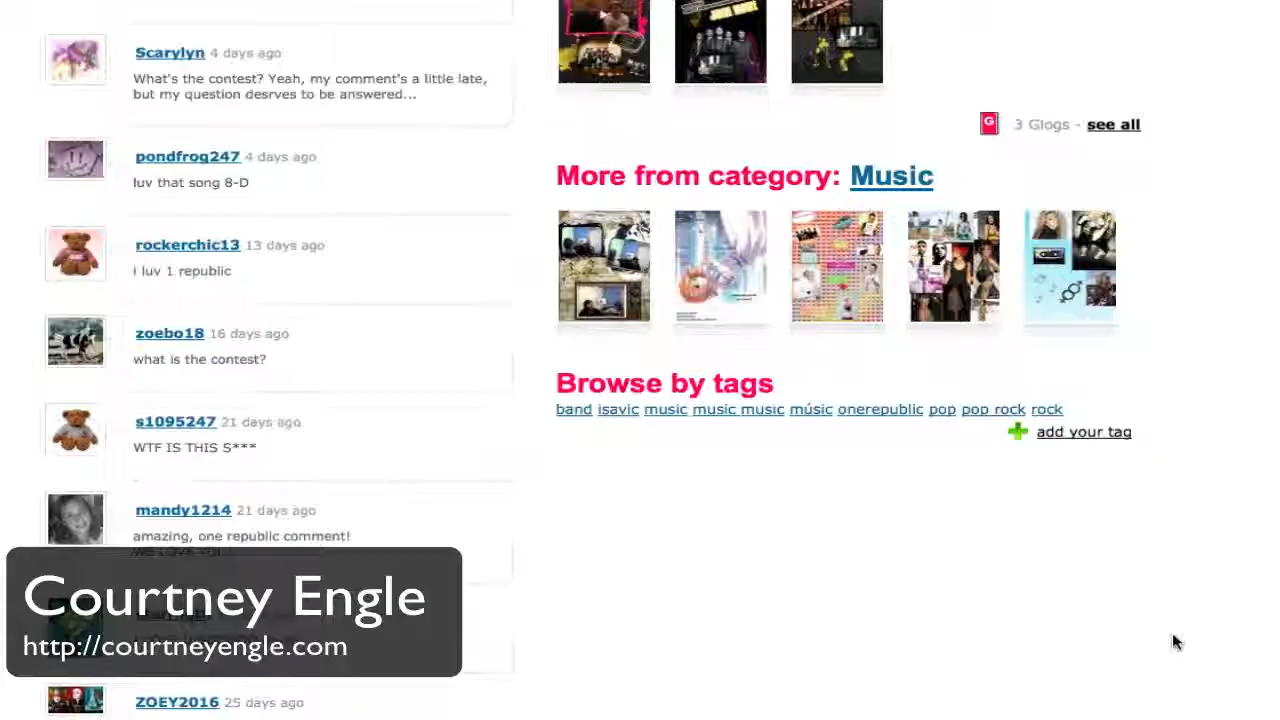 Scarylyn 4 days ago
What's the contest? Yeah, my comment's a little late,
but my question desrves to be answered...
pondfrog247 4 days ago
luv that song 8-D
rockerchic13 13 days ago
i luv 1 republic
zoebo18 16 days ago
what is the contest?
s1095247 21 days ago
WTF IS THIS S***
mandy1214 21 days ago
amazing, one republic comment!
Courtney Engle
http://courtneyengle.com
ZOEY2016 25 days ago
G 3 Glogs - see all
More from category: Music
Browse by tags
band isavic music music music músic onerepublic pop pop rock rock
add your tag